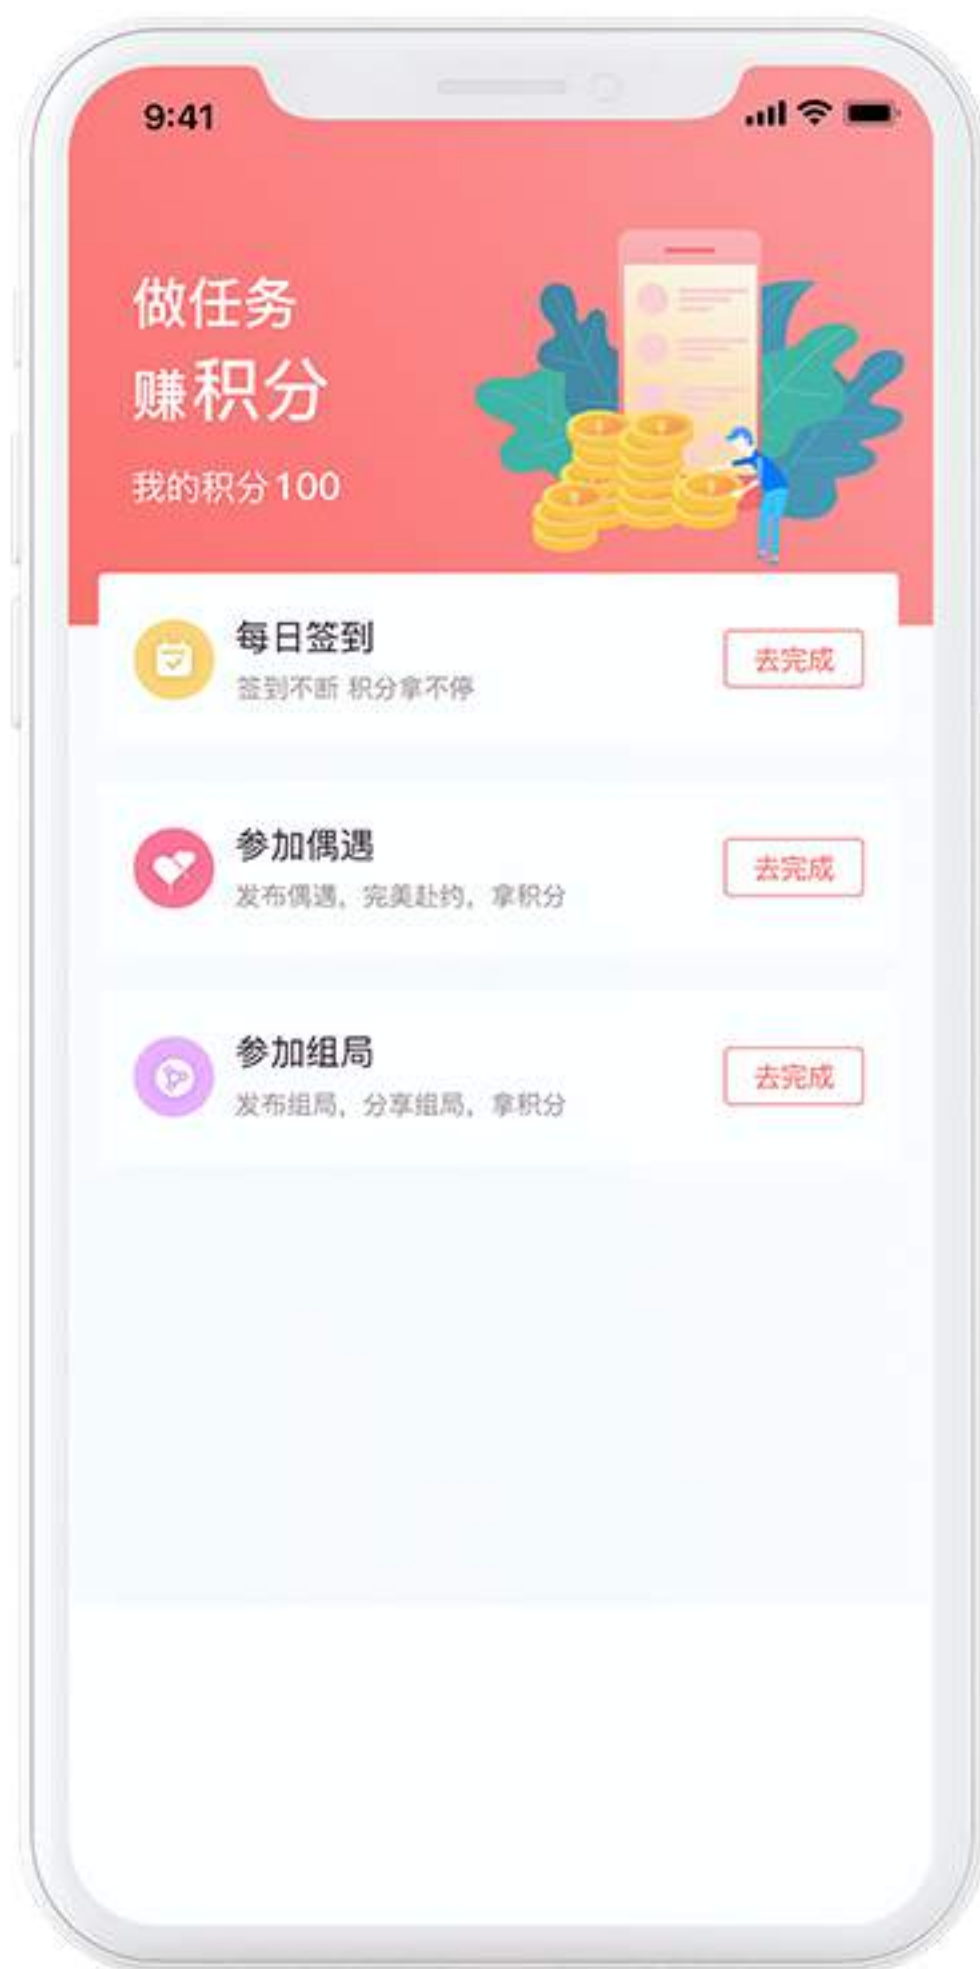 9:41
做任务
赚积分
我的积分100
每日签到
去完成
签到不断 积分拿不停
参加偶遇
去完成
发布偶遇，完美赴约，拿积分
参加组局
去完成
发布组局，分享组局，拿积分